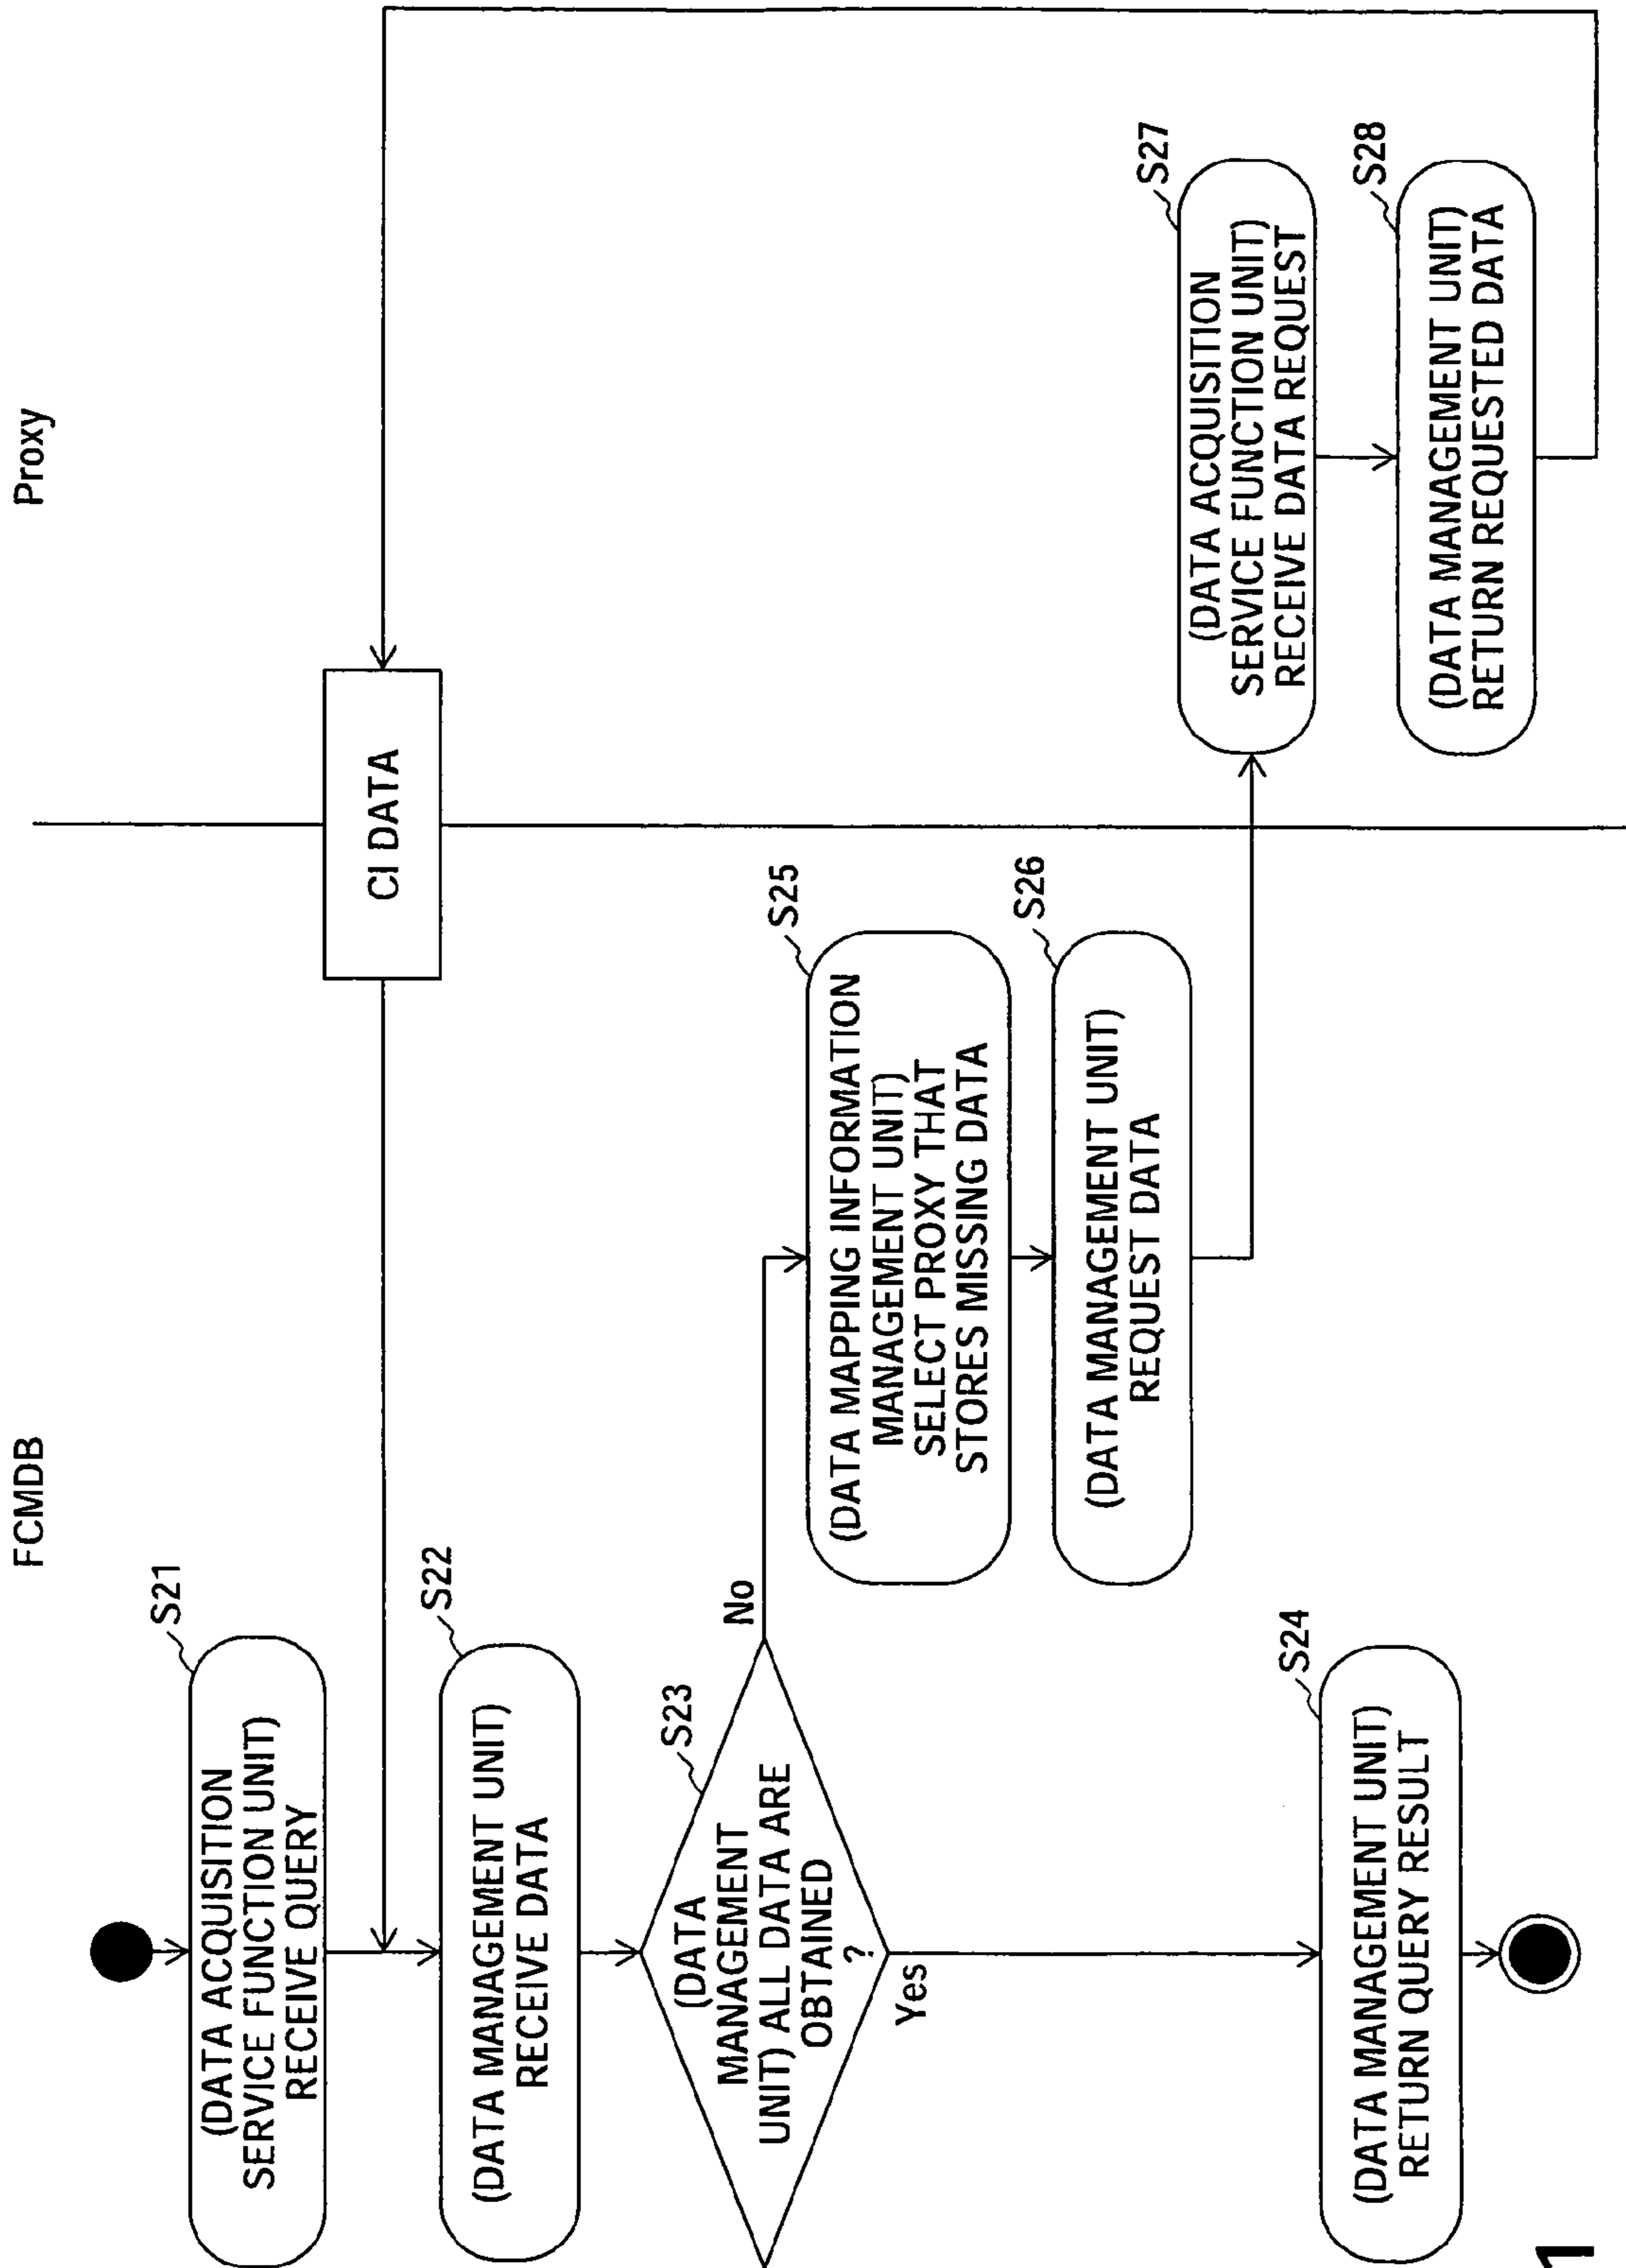 FCMDB
Proxy
S21
(DATA ACQUISITION
SERVICE FUNCTION UNIT)
RECEIVE QUERY
CI DATA
S22
(DATA MANAGEMENT UNIT)
RECEIVE DATA
S23
(DATA
MANAGEMENT
UNIT) ALL DATA ARE
OBTAINED
?
No
Yes
S25
(DATA MAPPING INFORMATION
MANAGEMENT UNIT)
SELECT PROXY THAT
STORES MISSING DATA
S26
(DATA MANAGEMENT UNIT)
REQUEST DATA
S27
(DATA ACQUISITION
SERVICE FUNCTION UNIT)
RECEIVE DATA REQUEST
S28
(DATA MANAGEMENT UNIT)
RETURN REQUESTED DATA
S24
(DATA MANAGEMENT UNIT)
RETURN QUERY RESULT
1